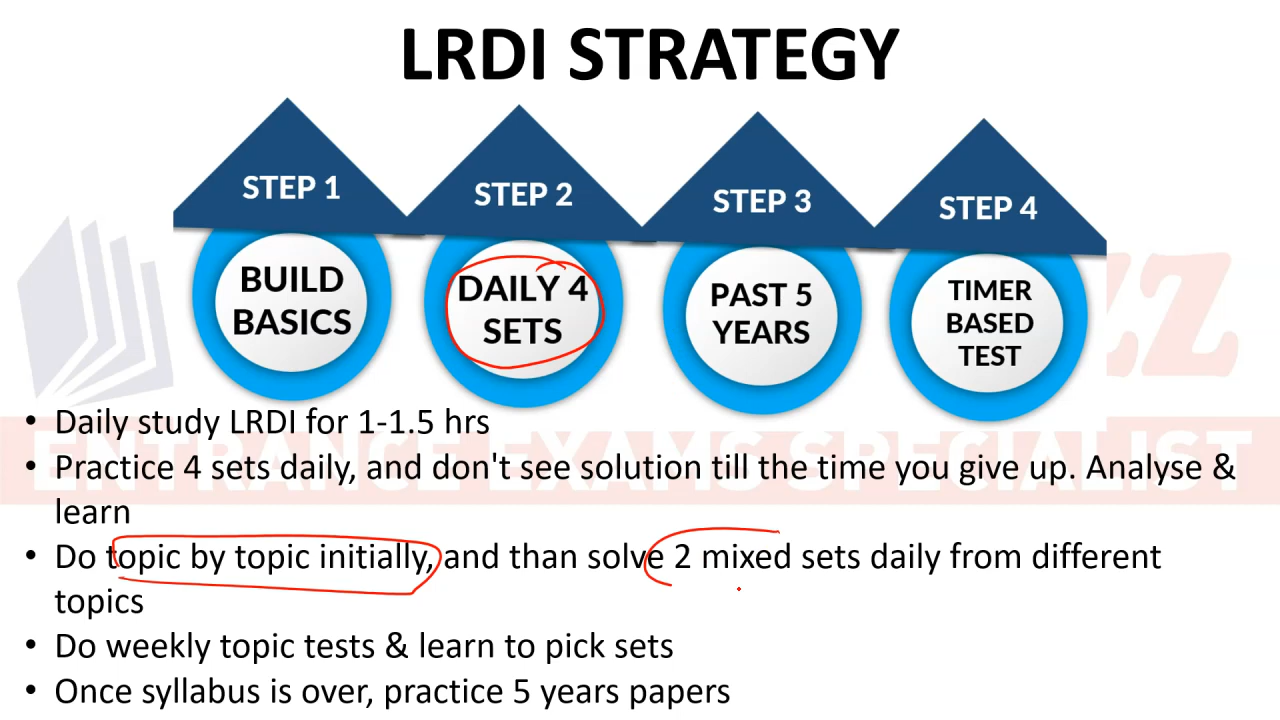 LRDI STRATEGY
STEP 1
STEP 2
STEP 3
STEP 4
BUILD
BASICS
DAILY 4
SETS
PAST 5
YEARS
TIMER
BASED
TEST
• Daily study LRDI for 1-1.5 hrs
• Practice 4 sets daily, and don't see solution till the time you give up. Analyse &
learn
• Do topic by topic initially, and than solve 2 mixed sets daily from different
topics
• Do weekly topic tests & learn to pick sets
• Once syllabus is over, practice 5 years papers
ENTRANCE EXAMS SPECIALIST